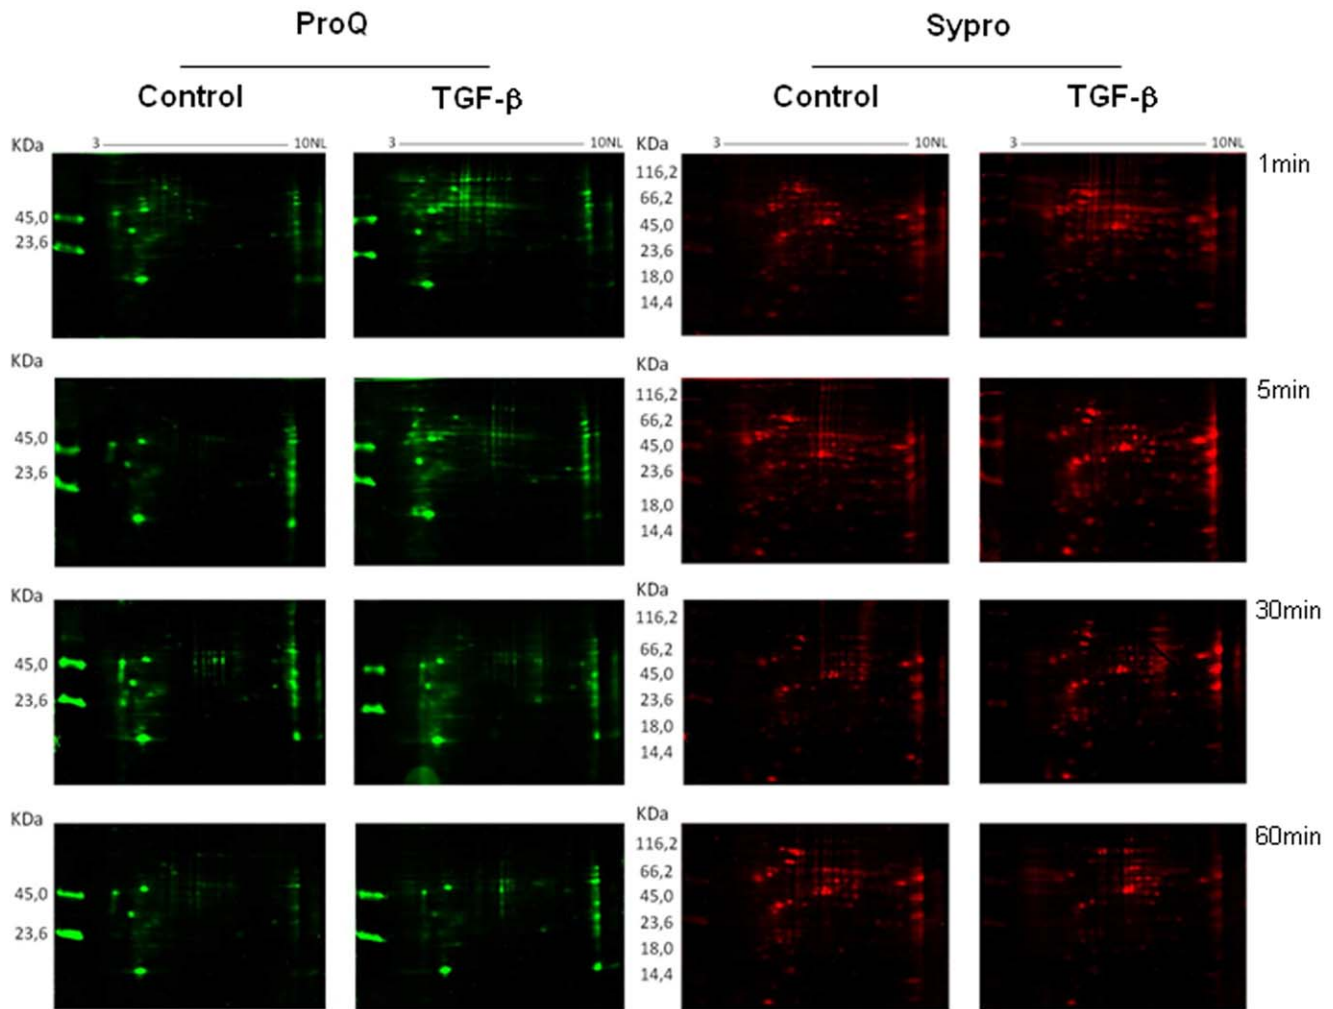 ProQ
Sypro
Control
TGF-β
Control
TGF-β
KDa
3
10NL
3
10NL
KDa
3
10NL
3
10NL
1min
45,0
23,6
116,2
66,2
45,0
23,6
18,0
14,4
KDa
KDa
5min
45,0
23,6
116,2
66,2
45,0
23,6
18,0
14,4
KDa
KDa
30min
45,0
23,6
116,2
66,2
45,0
23,6
18,0
14,4
KDa
KDa
60min
45,0
23,6
116,2
66,2
45,0
23,6
18,0
14,4